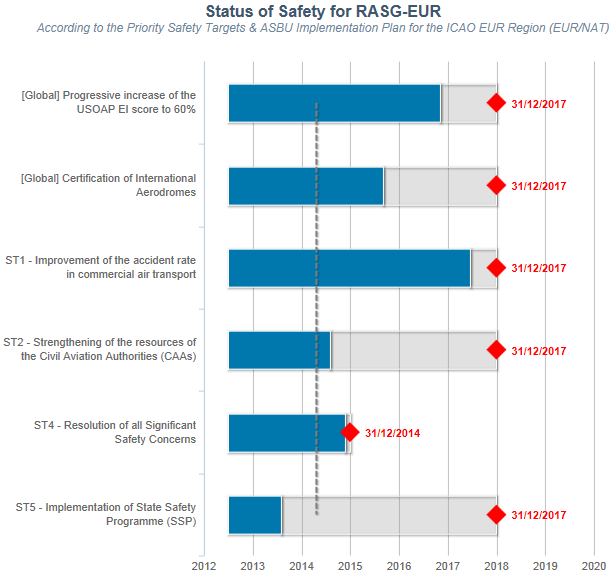 Status of Safety for RASG-EUR
According to the Priority Safety Targets & ASBU Implementation Plan for the ICAO EUR Region (EUR/NAT)
[Global] Progressive increase of the
USOAP EI score to 60%
31/12/2017
[Global] Certification of International
Aerodromes
31/12/2017
ST1 - Improvement of the accident rate
in commercial air transport
31/12/2017
ST2 - Strengthening of the resources of
the Civil Aviation Authorities (CAAs)
31/12/2017
ST4 - Resolution of all Significant
Safety Concerns
31/12/2014
ST5 - Implementation of State Safety
Programme (SSP)
31/12/2017
2012 2013 2014 2015 2016 2017 2018 2019 2020